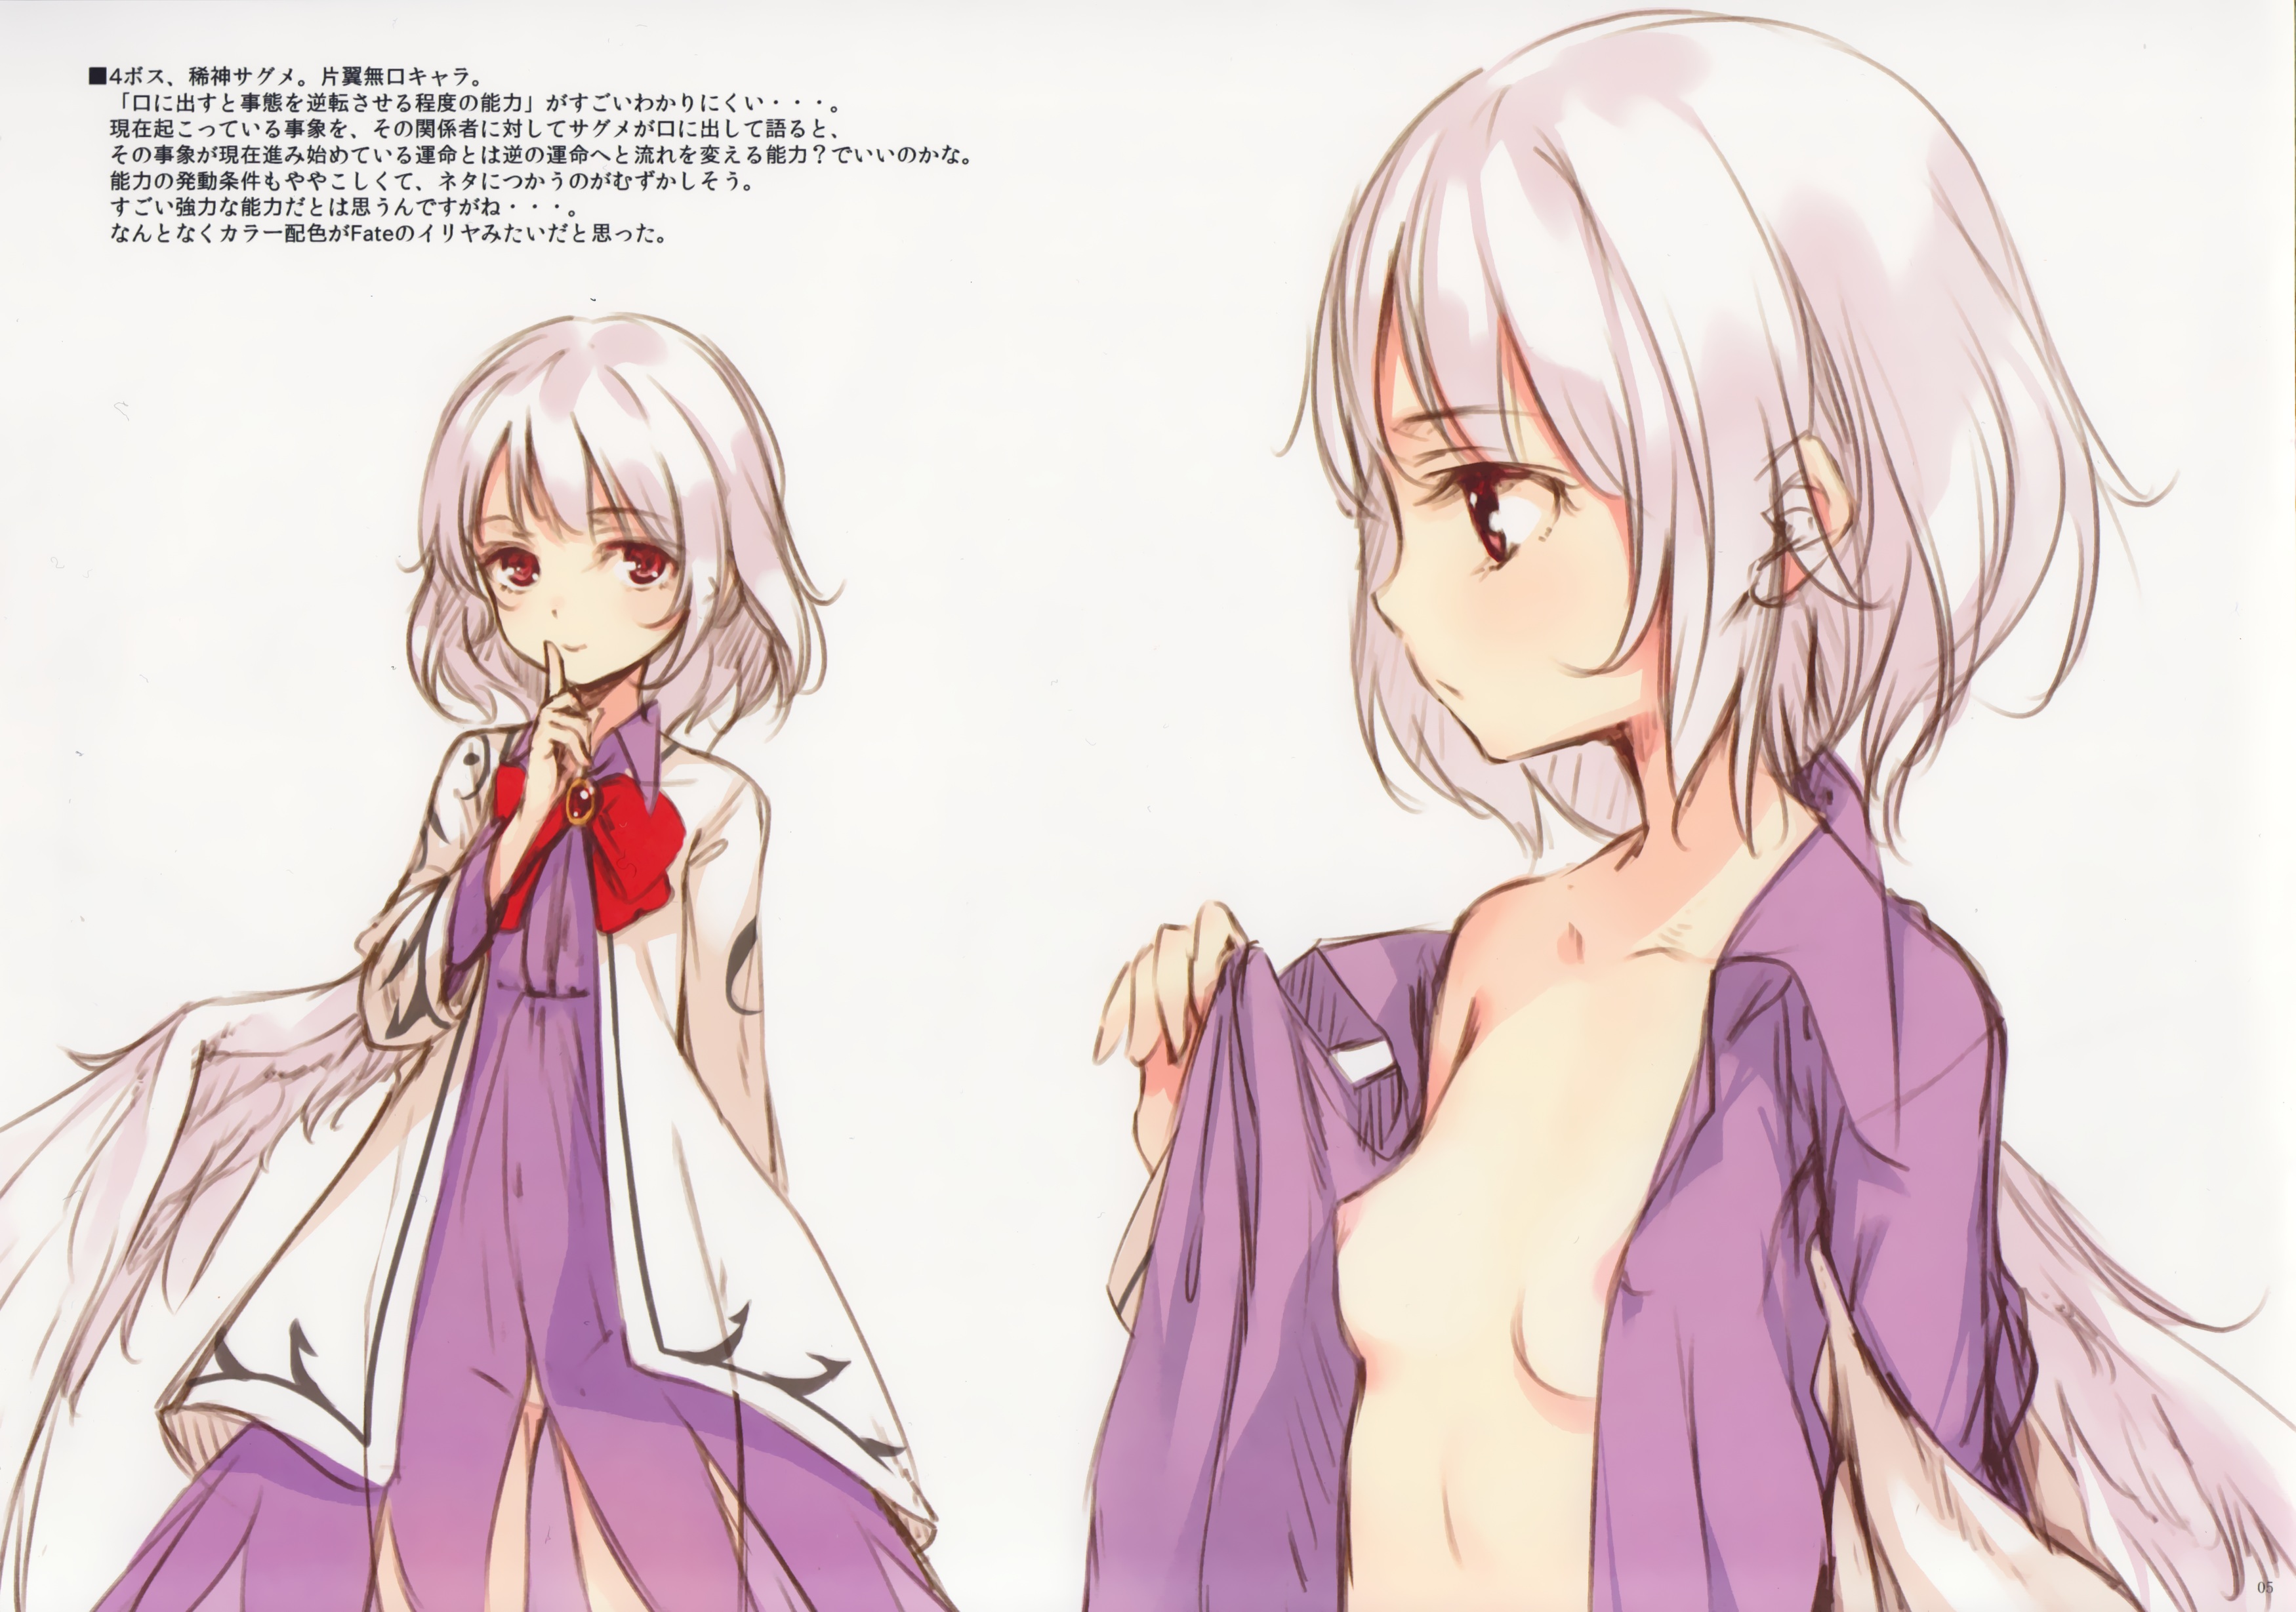 ■4ボス、稀神サグメ。片翼無口キャラ。
「口に出すと事態を逆転させる程度の能力」がすごいわかりにくい・・・。
現在起こっている事象を、その関係者に対してサグメが口に出して語ると、
その事象が現在進み始めている運命とは逆の運命へと流れを変える能力？でいいのかな。
能力の発動条件もややこしくて、ネタにつかうのがむずかしそう。
すごい強力な能力だとは思うんですがね・・・。
なんとなくカラー配色がFateのイリヤみたいだと思った。
05